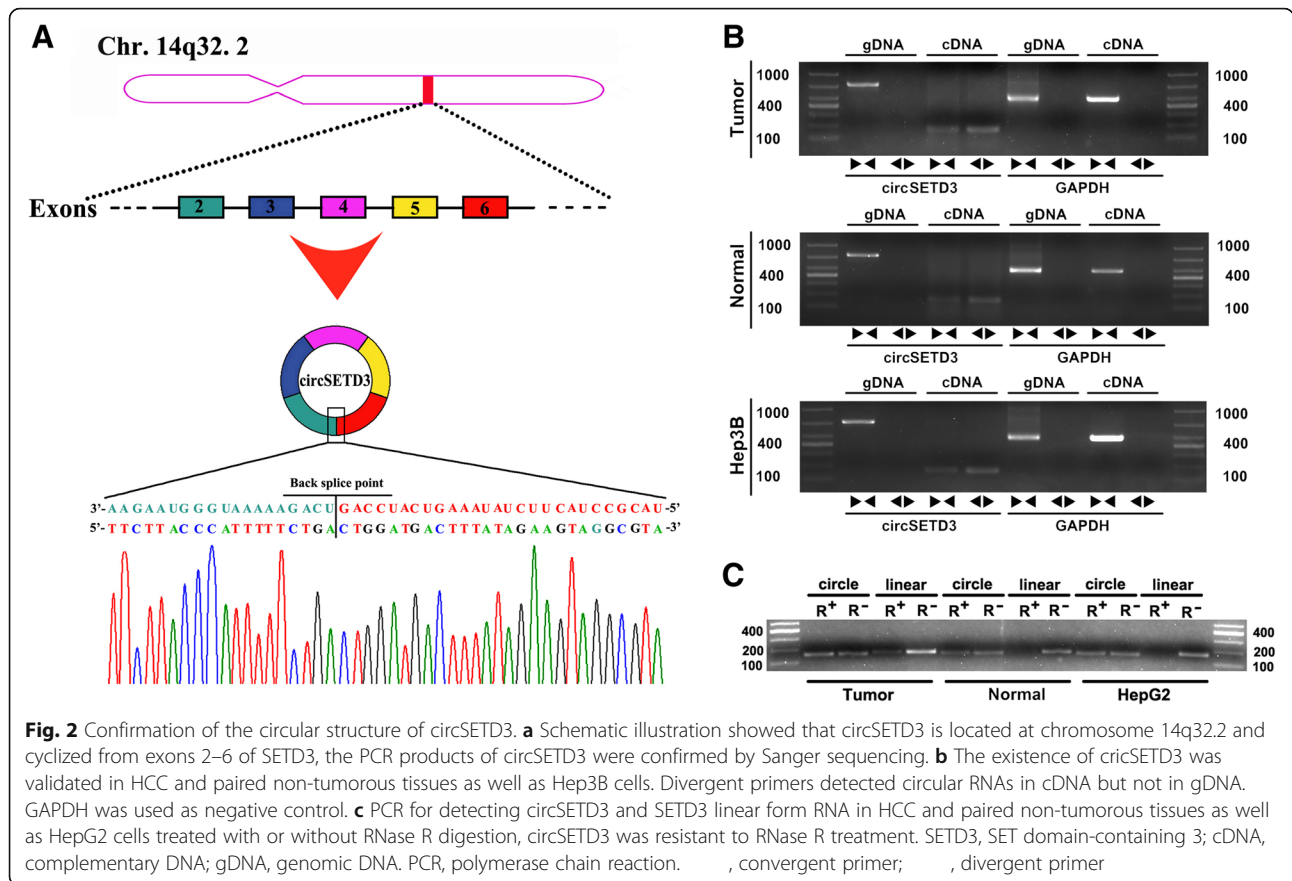 A
Chr. 14q32. 2
Exons
2 3 4 5 6
circSETD3
Back splice point
3'-AAGAAUGGGUAAAAAGACUGACCUACUGAAAUAUCUUCAUCCGCAU-5'
5'-TTCTTACCCATTTTTCTGACTGGATGACTTTATAGAAGTAGGCGTA-3'
B
gDNA cDNA gDNA cDNA
Tumor
1000 1000
400 400
100 100
circSETD3 GAPDH
gDNA cDNA gDNA cDNA
Normal
1000 1000
400 400
100 100
circSETD3 GAPDH
gDNA cDNA gDNA cDNA
Hep3B
1000 1000
400 400
100 100
circSETD3 GAPDH
C
circle linear circle linear circle linear
R+ R- R+ R- R+ R- R+ R- R+ R- R+ R-
400 400
200 200
100 100
Tumor Normal HepG2
Fig. 2 Confirmation of the circular structure of circSETD3. a Schematic illustration showed that circSETD3 is located at chromosome 14q32.2 and
cyclized from exons 2–6 of SETD3, the PCR products of circSETD3 were confirmed by Sanger sequencing. b The existence of cricSETD3 was
validated in HCC and paired non-tumorous tissues as well as Hep3B cells. Divergent primers detected circular RNAs in cDNA but not in gDNA.
GAPDH was used as negative control. c PCR for detecting circSETD3 and SETD3 linear form RNA in HCC and paired non-tumorous tissues as well
as HepG2 cells treated with or without RNase R digestion, circSETD3 was resistant to RNase R treatment. SETD3, SET domain-containing 3; cDNA,
complementary DNA; gDNA, genomic DNA. PCR, polymerase chain reaction. , convergent primer; , divergent primer